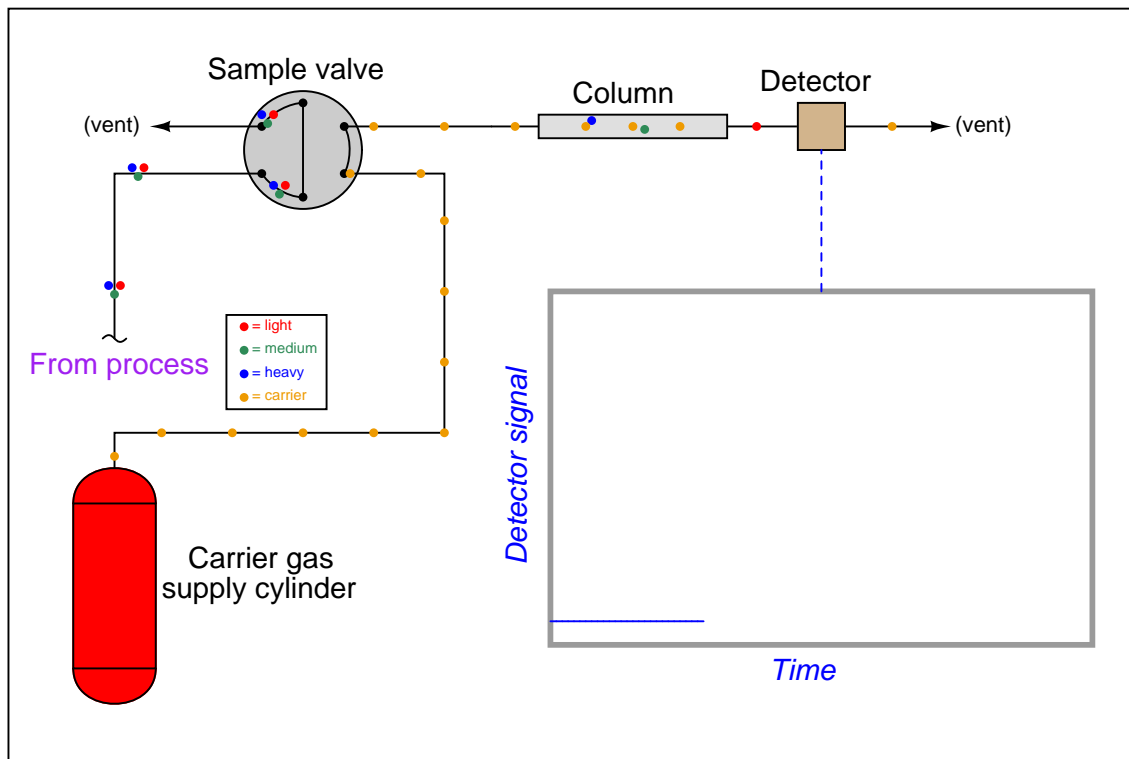 Sample valve
Column
Detector
(vent)
(vent)
= light
= medium
= heavy
= carrier
From process
Detector signal
Carrier gas
supply cylinder
Time